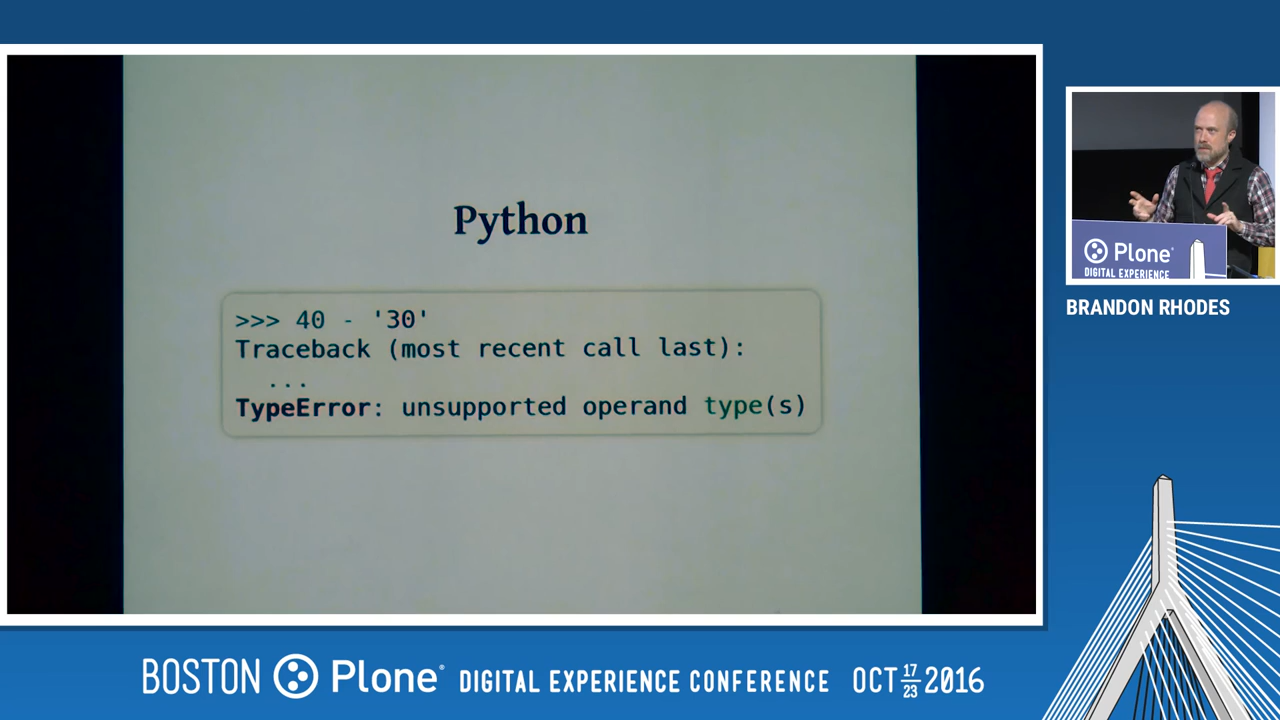 Python
>>> 40 - '30'
Traceback (most recent call last):
...
TypeError: unsupported operand type(s)
Plone
DIGITAL EXPERIENCE
BRANDON RHODES
BOSTON Plone® DIGITAL EXPERIENCE CONFERENCE OCT 17 23 2016